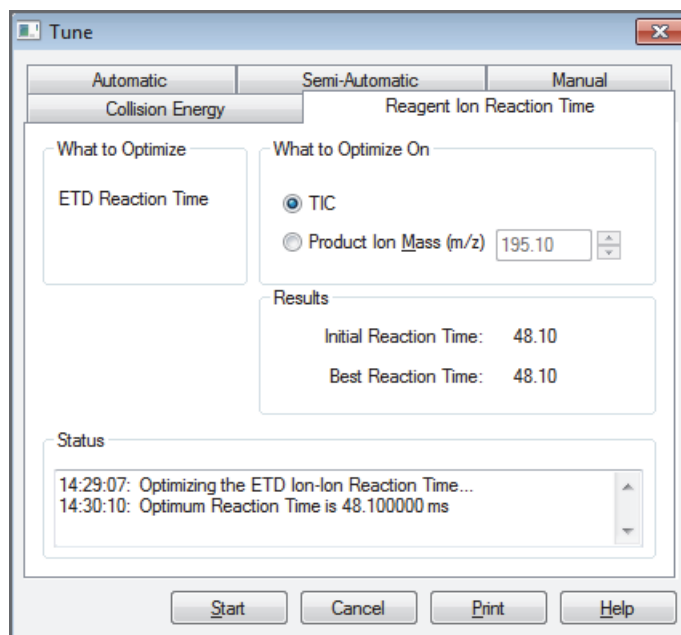 Tune
Automatic Semi-Automatic Manual
Collision Energy Reagent Ion Reaction Time
What to Optimize
ETD Reaction Time
What to Optimize On
TIC
Product Ion Mass (m/z) 195.10
Results
Initial Reaction Time: 48.10
Best Reaction Time: 48.10
Status
14:29:07: Optimizing the ETD Ion-Ion Reaction Time...
14:30:10: Optimum Reaction Time is 48.100000 ms
Start Cancel Print Help